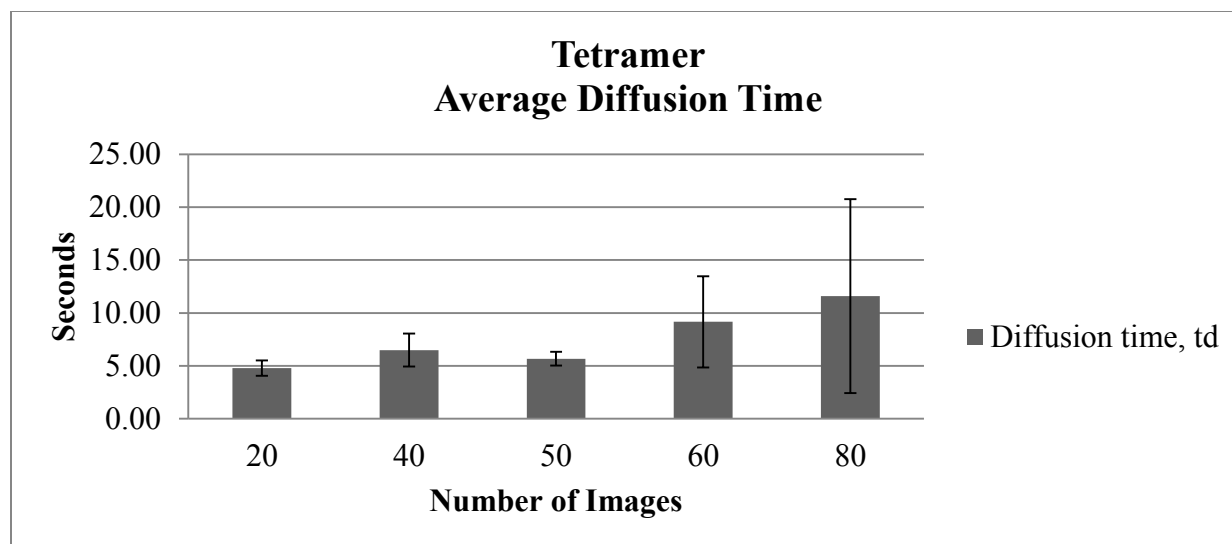 Tetramer
Average Diffusion Time
25.00
20.00
15.00
10.00
5.00
0.00
Seconds
20 40 50 60 80
Number of Images
Diffusion time, td